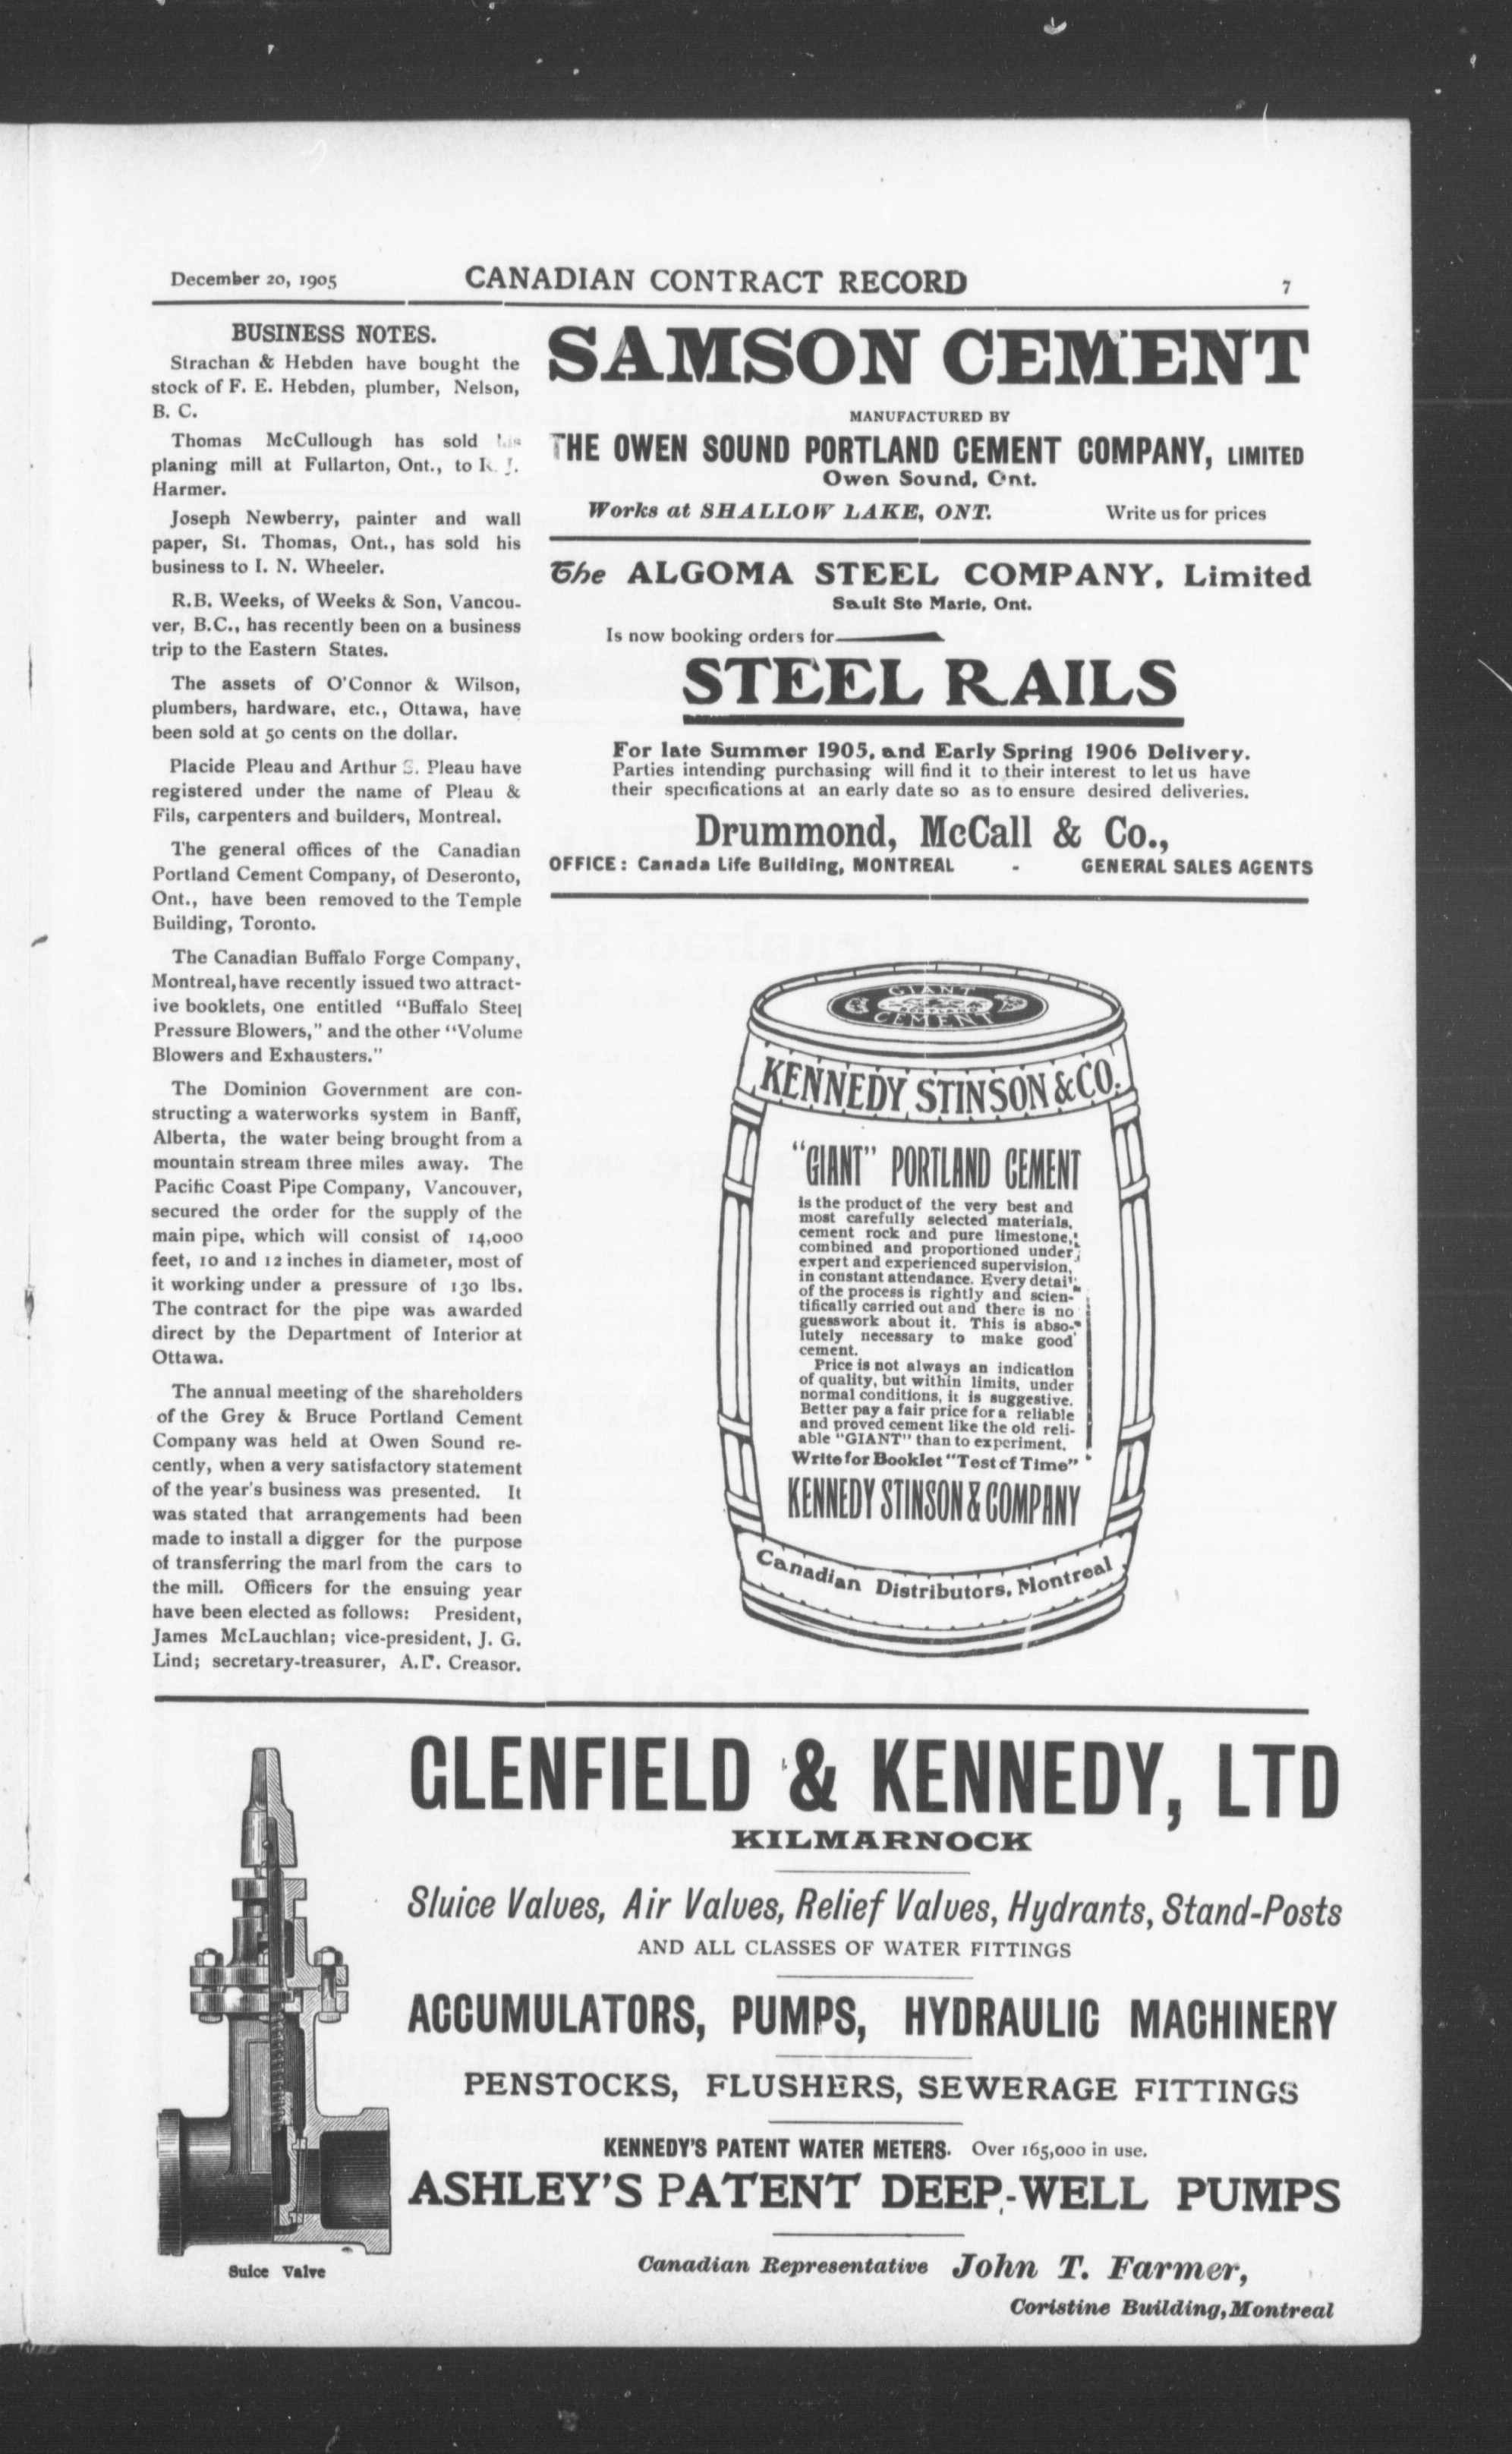 December 20, 1905
CANADIAN CONTRACT RECORD
7
BUSINESS NOTES.
Strachan & Hebden have bought the
stock of F. E. Hebden, plumber, Nelson,
B. C.
Thomas McCullough has sold his
planing mill at Fullarton, Ont., to R. J.
Harmer.
Joseph Newberry, painter and wall
paper, St. Thomas, Ont., has sold his
business to I. N. Wheeler.
R.B. Weeks, of Weeks & Son, Vancou-
ver, B.C., has recently been on a business
trip to the Eastern States.
The assets of O'Connor & Wilson,
plumbers, hardware, etc., Ottawa, have
been sold at 50 cents on the dollar.
Placide Pleau and Arthur S. Pleau have
registered under the name of Pleau &
Fils, carpenters and builders, Montreal.
The general offices of the Canadian
Portland Cement Company, of Deseronto,
Ont., have been removed to the Temple
Building, Toronto.
The Canadian Buffalo Forge Company,
Montreal, have recently issued two attract-
ive booklets, one entitled "Buffalo Steel
Pressure Blowers," and the other "Volume
Blowers and Exhausters."
The Dominion Government are con-
structing a waterworks system in Banff,
Alberta, the water being brought from a
mountain stream three miles away. The
Pacific Coast Pipe Company, Vancouver,
secured the order for the supply of the
main pipe, which will consist of 14,000
feet, 10 and 12 inches in diameter, most of
it working under a pressure of 130 lbs.
The contract for the pipe was awarded
direct by the Department of Interior at
Ottawa.
The annual meeting of the shareholders
of the Grey & Bruce Portland Cement
Company was held at Owen Sound re-
cently, when a very satisfactory statement
of the year's business was presented. It
was stated that arrangements had been
made to install a digger for the purpose
of transferring the marl from the cars to
the mill. Officers for the ensuing year
have been elected as follows: President,
James McLauchlan; vice-president, J. G.
Lind; secretary-treasurer, Creasor.
SAMSON CEMENT
MANUFACTURED BY
THE OWEN SOUND PORTLAND CEMENT COMPANY, LIMITED
Owen Sound, Ont.
Works at SHALLOW LAKE, ONT.
Write us for prices
The ALGOMA STEEL COMPANY, Limited
Sault Ste Marie, Ont.
Is now booking orders for
STEEL RAILS
For late Summer 1905, and Early Spring 1906 Delivery.
Parties intending purchasing will find it to their interest to let us have
their specifications at an early date so as to ensure desired deliveries.
Drummond, McCall & Co.,
OFFICE: Canada Life Building, MONTREAL - GENERAL SALES AGENTS
GIANT
PORTLAND
CEMENT
KENNEDY STINSON & CO.
"GIANT" PORTLAND CEMENT
is the product of the very best and
most carefully selected materials,
cement rock and pure limestone,
combined and proportioned under
expert and experienced supervision,
in constant attendance. Every detail
of the process is rightly and scien-
tifically carried out and there is no
guesswork about it. This is abso-
lutely necessary to make good
cement.
Price is not always an indication
of quality, but within limits, under
normal conditions, it is suggestive.
Better pay a fair price for a reliable
and proved cement like the old reli-
able "GIANT" than to experiment.
Write for Booklet "Test of Time"
KENNEDY STINSON & COMPANY
Canadian Distributors, Montreal
GLENFIELD & KENNEDY, LTD
KILMARNOCK
Sluice Valves, Air Valves, Relief Valves, Hydrants, Stand-Posts
AND ALL CLASSES OF WATER FITTINGS
ACCUMULATORS, PUMPS, HYDRAULIC MACHINERY
PENSTOCKS, FLUSHERS, SEWERAGE FITTINGS
KENNEDY'S PATENT WATER METERS. Over 165,000 in use.
ASHLEY'S PATENT DEEP-WELL PUMPS
Suice Valve
Canadian Representative John T. Farmer,
Coristine Building, Montreal